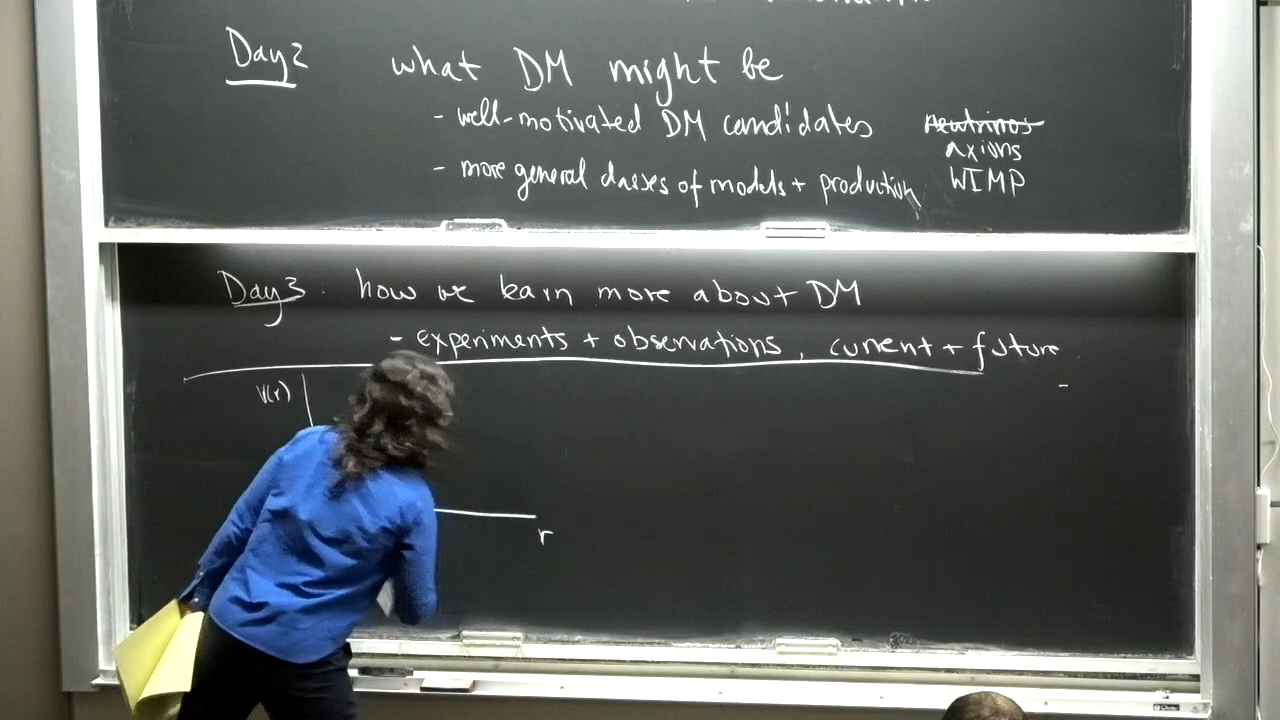 Day 2 what DM might be
- well-motivated DM candidates neutrinos
axions
- more general classes of models + production WIMP
Day 3: how we learn more about DM
- experiments + observations, current + future
-
V(r)
r